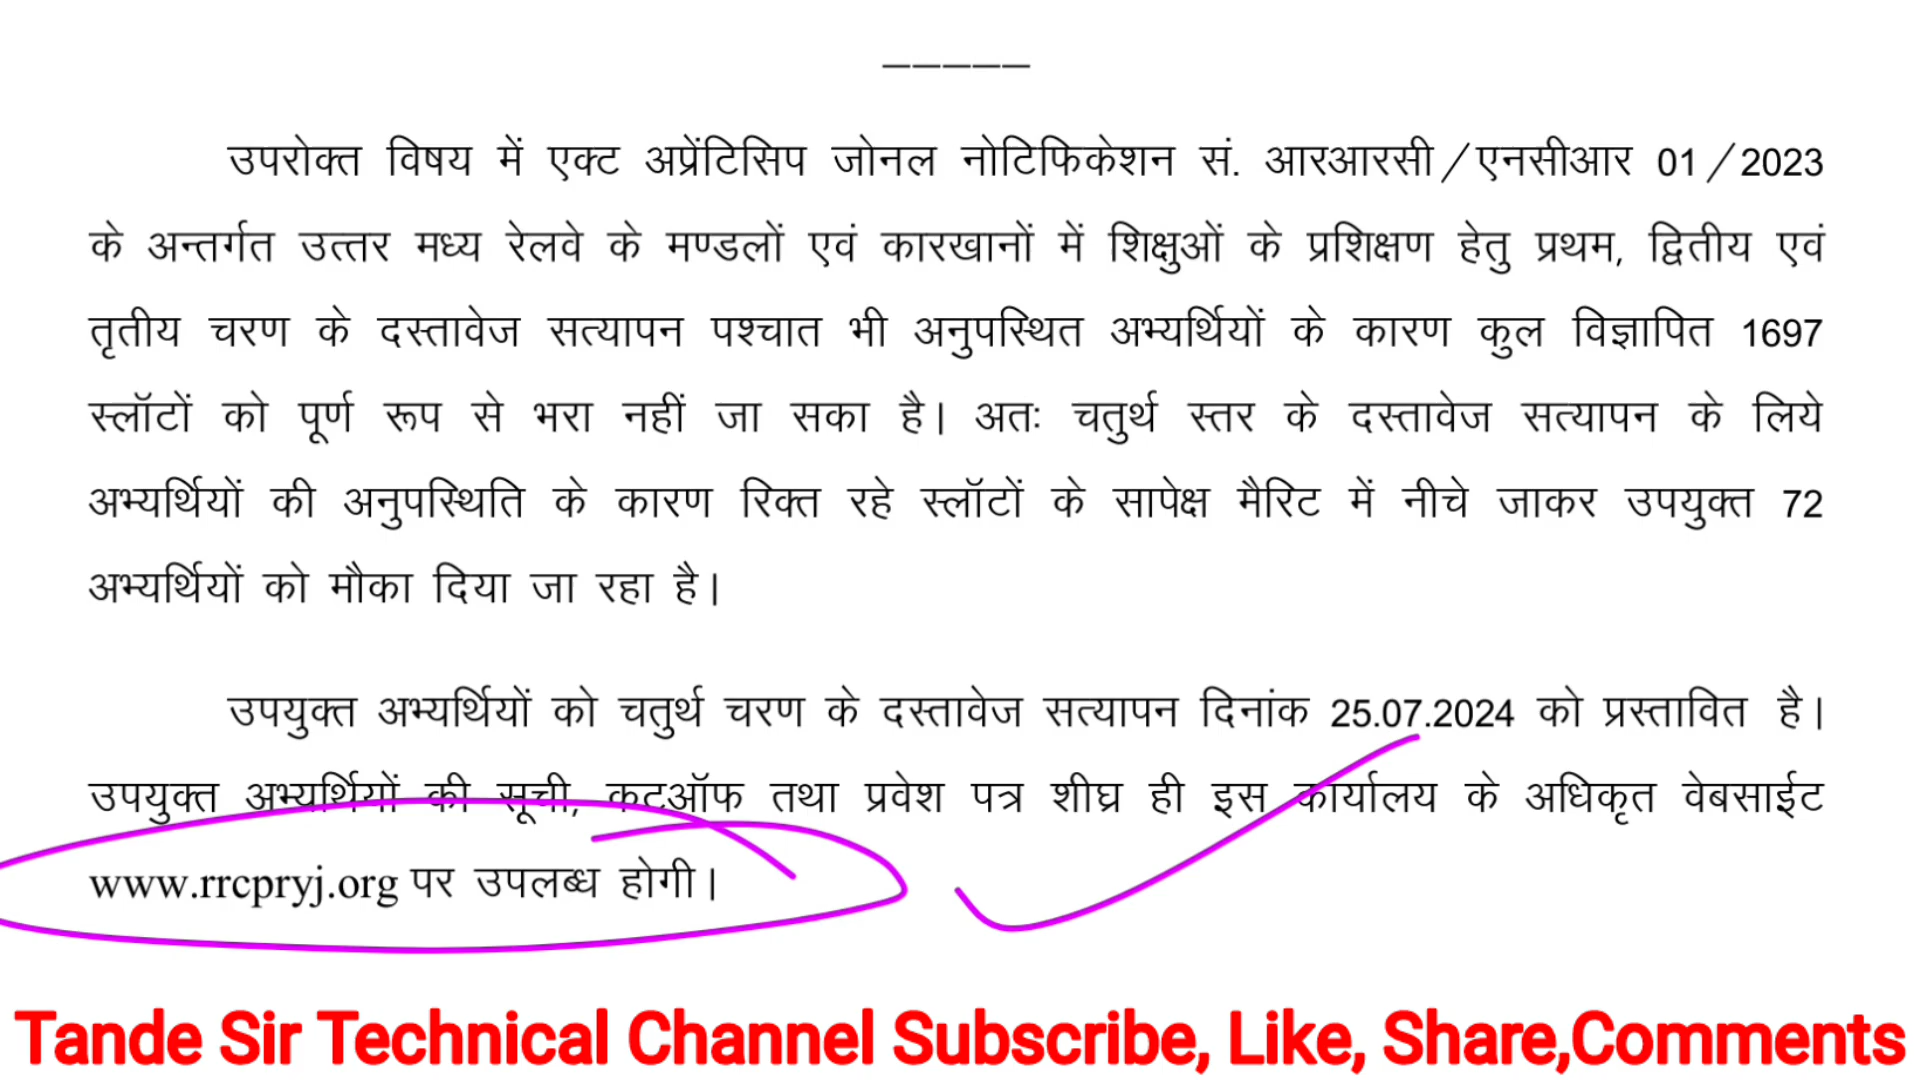 -----
उपरोक्त विषय में एक्ट अप्रेंटिसिप जोनल नोटिफिकेशन सं. आरआरसी/एनसीआर 01/2023
के अन्तर्गत उत्तर मध्य रेलवे के मण्डलों एवं कारखानों में शिक्षुओं के प्रशिक्षण हेतु प्रथम, द्वितीय एवं
तृतीय चरण के दस्तावेज सत्यापन पश्चात भी अनुपस्थित अभ्यर्थियों के कारण कुल विज्ञापित 1697
स्लॉटों को पूर्ण रूप से भरा नहीं जा सका है। अतः चतुर्थ स्तर के दस्तावेज सत्यापन के लिये
अभ्यर्थियों की अनुपस्थिति के कारण रिक्त रहे स्लॉटों के सापेक्ष मैरिट में नीचे जाकर उपयुक्त 72
अभ्यर्थियों को मौका दिया जा रहा है।
उपयुक्त अभ्यर्थियों को चतुर्थ चरण के दस्तावेज सत्यापन दिनांक 25.07.2024 को प्रस्तावित है।
उपयुक्त अभ्यर्थियों की सूची, कटऑफ तथा प्रवेश पत्र शीघ्र ही इस कार्यालय के अधिकृत वेबसाईट
www.rrcpryj.org पर उपलब्ध होगी।
Tande Sir Technical Channel Subscribe, Like, Share,Comments